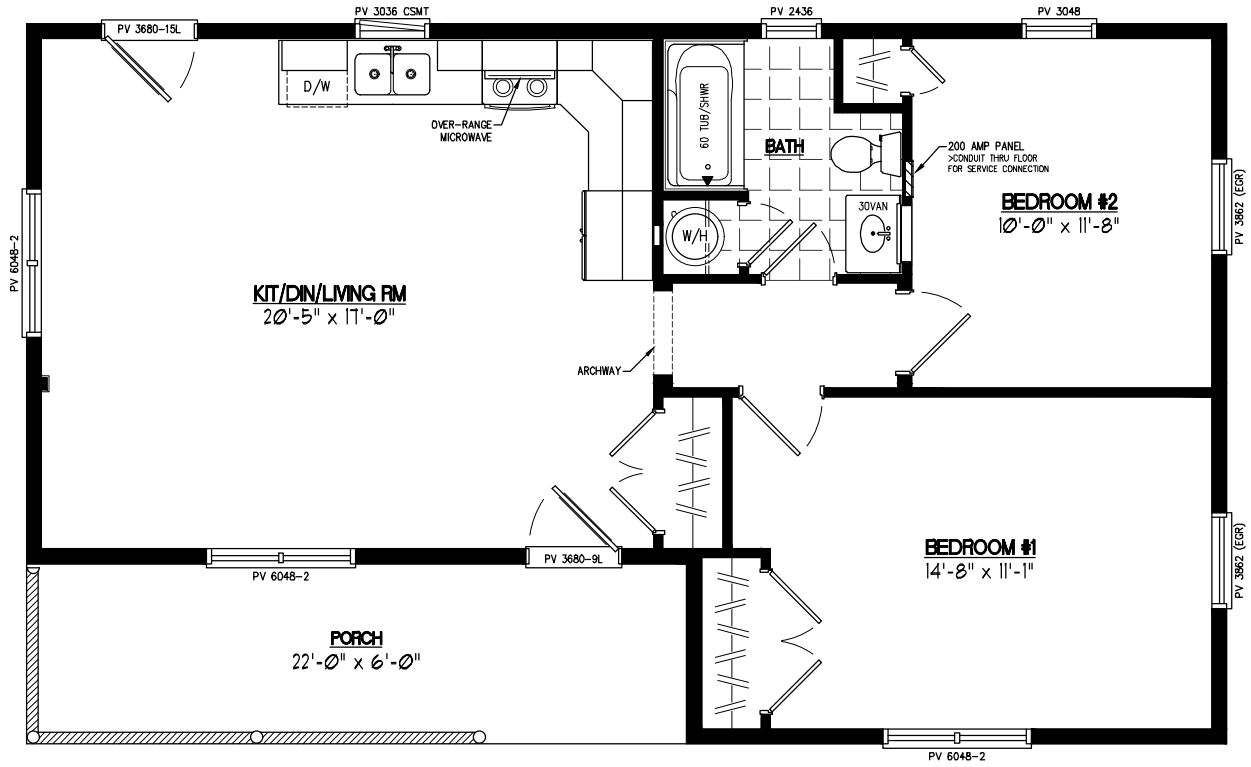 PV 3680-15L
PV 3036 CSMT
PV 2436
PV 3048
D/W
OVER-RANGE
MICROWAVE
60 TUB/SHWR
BATH
200 AMP PANEL
>CONDUIT THRU FLOOR
FOR SERVICE CONNECTION
30VAN
W/H
BEDROOM #2
10'-0" x 11'-8"
PV 3862 (EGR)
PV 6048-2
KIT/DIN/LIVING RM
20'-5" x 17'-0"
ARCHWAY
PV 3680-9L
PV 6048-2
BEDROOM #1
14'-8" x 11'-1"
PV 3862 (EGR)
PORCH
22'-0" x 6'-0"
PV 6048-2